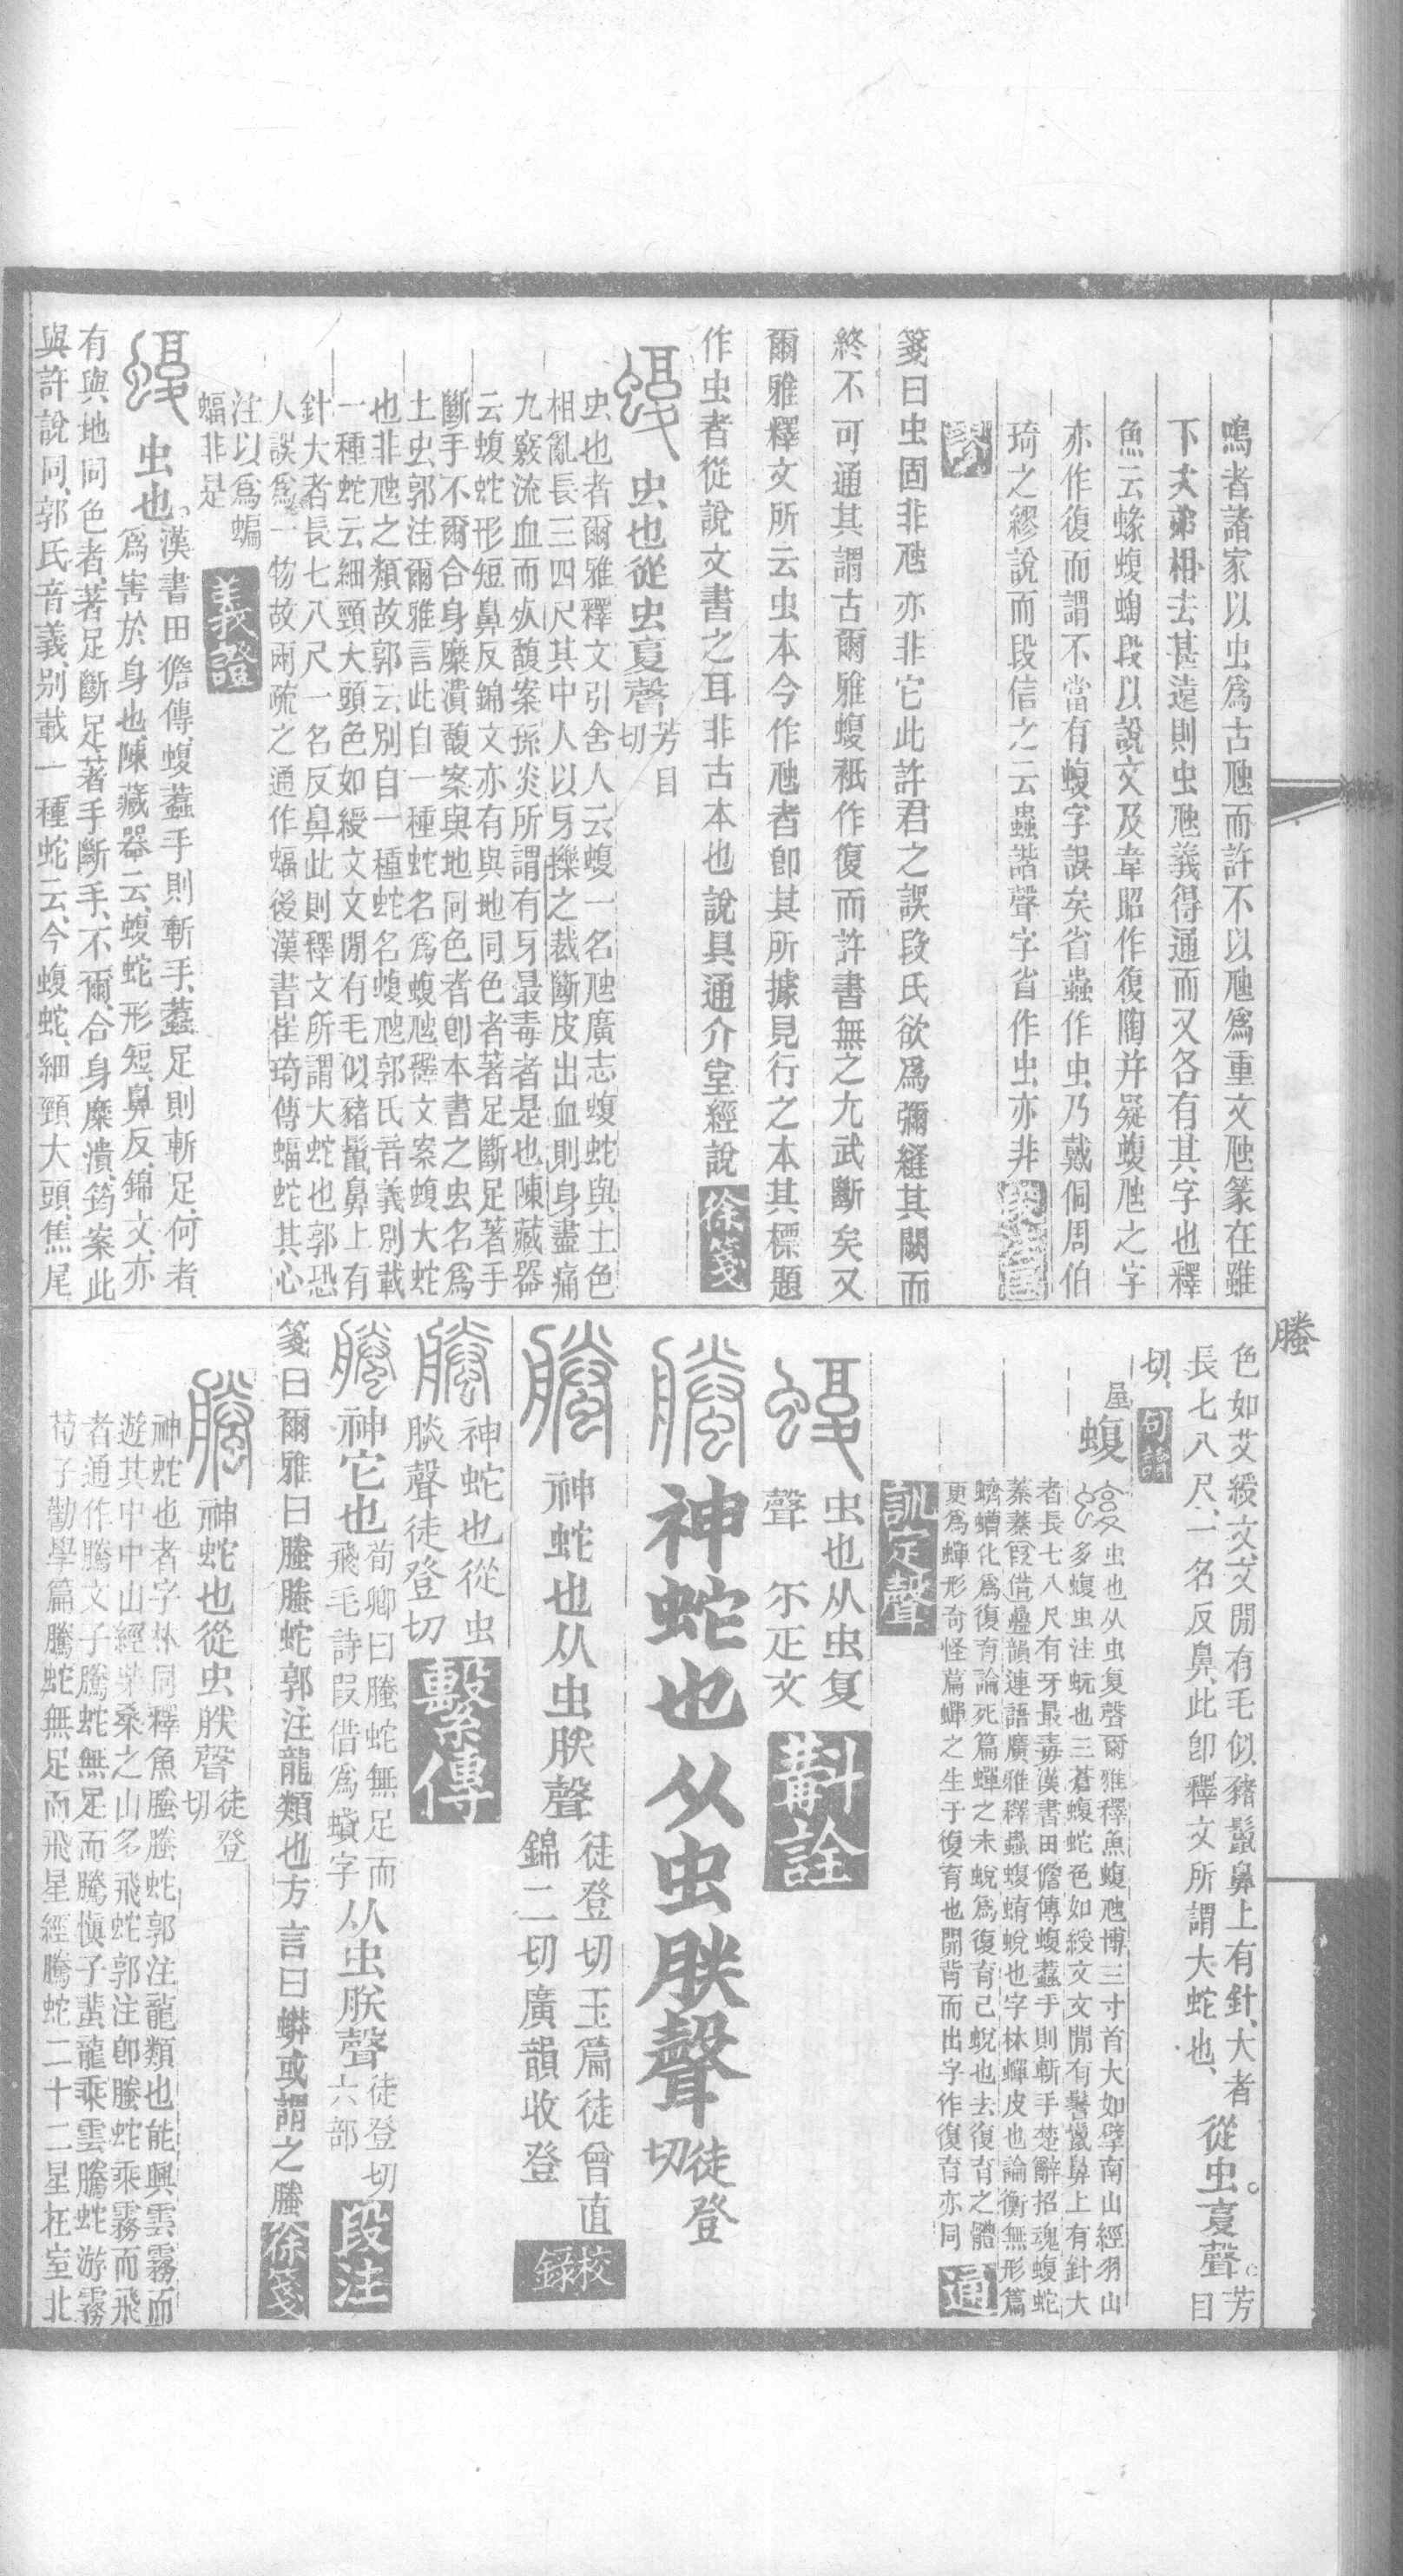 鳴者諸家以虫爲古虺而許不以虺爲重文虺篆在雖
下大弟相去甚遠則虫虺義得通而又各有其字也釋
魚云蝝蝮蜪段以說文及韋昭作復陶幷疑蝮虺之字
亦作復而謂不當有蝮字誤矣省蟲作虫乃戴侗周伯
琦之繆說而段信之云蟲諧聲字省作虫亦非
箋曰虫固非虺亦非它此許君之誤段氏欲爲彌縫其闕而
終不可通其謂古爾雅蝮祇作復而許書無之尢武斷矣又
爾雅釋文所云虫本今作虺者卽其所據見行之本其標題
作虫者從說文書之耳非古本也說具通介堂經說
徐箋
虫也從虫复聲
芳目
切
虫也者爾雅釋文引舍人云蝮一名虺廣志蝮蛇與土色
相亂長三四尺其中人以牙擽之裁斷皮出血則身盡痛
九竅流血而死馥案孫炎所謂有牙最毒者是也陳藏器
云蝮蛇形短鼻反錦文亦有與地同色者著足斷足著手
斷手不爾合身糜潰馥案與地同色者卽本書之虫名爲
土虫郭注爾雅言此自一種蛇名爲蝮虺釋文案蝮大蛇
也非虺之類故郭云別自一種蛇名蝮虺郭氏音義別載
一種蛇云細頸大頭色如綬文文閒有毛似豬鬣鼻上有
針大者長七八尺一名反鼻此則釋文所謂大蛇也郭恐
人誤爲一物故兩疏之通作蝠後漢書崔琦傳蝠蛇其心
注以爲蝙
蝠非是
義證
虫也
漢書田儋傳蝮蠚手則斬手蠚足則斬足何者
爲害於身也陳藏器云蝮蛇形短鼻反錦文亦
有與地同色者著足斷足著手斷手不爾合身糜潰筠案此
與許說同郭氏音義別載一種蛇云今蝮蛇細頸大頭焦尾
螣
色如艾綬文文閒有毛似豬鬣鼻上有針大者
長七八尺一名反鼻此卽釋文所謂大蛇也
從虫复聲
芳目
切
句讀
屋
蝮
虫也从虫复聲爾雅釋魚蝮虺博三寸首大如擘南山經羽山
多蝮虫注蚖也三蒼蝮蛇色如綬文文閒有鬐鬣鼻上有針大
者長七八尺有牙最毒漢書田儋傳蝮蠚手則斬手楚辭招魂蝮蛇
蓁蓁叚借疊韻連語廣雅釋蟲蝮蜟蛻也字林蟬皮也論衡無形篇
蠐螬化爲復育論死篇蟬之未蛻爲復育已蛻也去復育之體
更爲蟬形奇怪篇蟬之生于復育也開背而出字作復育亦同
通
訓定聲
虫也从虫复
聲　不正文
斠詮
神蛇也从虫朕聲
徒登
切
神蛇也从虫朕聲
徒登切玉篇徒曾直
錦二切廣韻收登
校錄
神蛇也從虫
朕聲徒登切
繫傳
神它也
荀卿曰螣蛇無足而
飛毛詩叚借爲蟘字
从虫朕聲
徒登切
六部
段注
箋曰爾雅曰螣螣蛇郭注龍類也方言曰蟒或謂之螣
徐箋
神蛇也從虫朕聲
徒登
切
神蛇也者字林同釋魚螣螣蛇郭注龍類也能興雲霧而
遊其中中山經柴桑之山多飛蛇郭注卽螣蛇乘霧而飛
者通作騰文子騰蛇無足而騰愼子蜚龍乘雲騰蛇游霧
荀子勸學篇騰蛇無足而飛星經騰蛇二十二星在室北